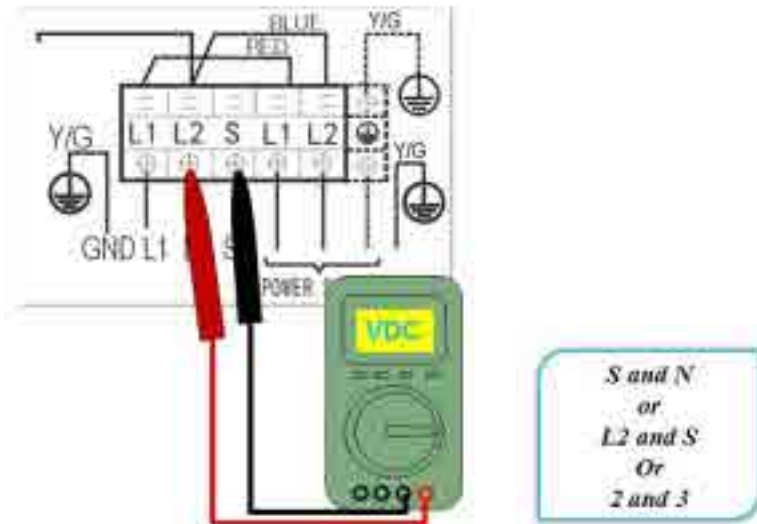 BLUE Y/G
RED
L1 L2 S L1 L2
Y/G Y/G
GND L1 S
POWER
VDC
S and N
or
L2 and S
Or
2 and 3